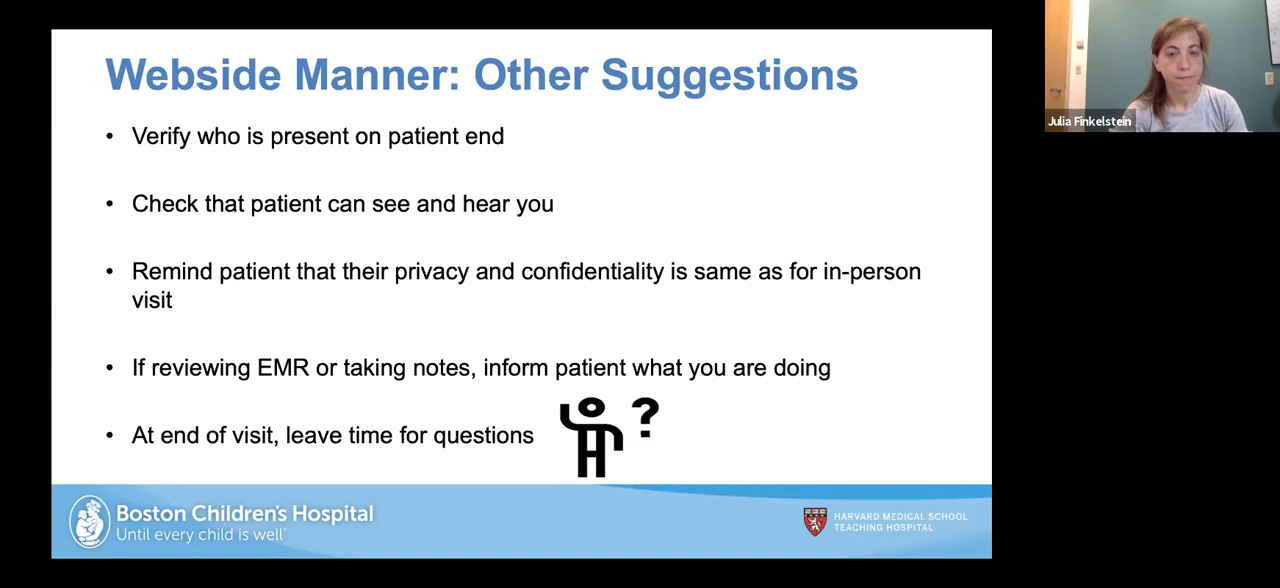 Webside Manner: Other Suggestions
• Verify who is present on patient end
• Check that patient can see and hear you
• Remind patient that their privacy and confidentiality is same as for in-person
visit
• If reviewing EMR or taking notes, inform patient what you are doing
• At end of visit, leave time for questions
?
Boston Children's Hospital
Until every child is well™
HARVARD MEDICAL SCHOOL
TEACHING HOSPITAL
Julia Finkelstein